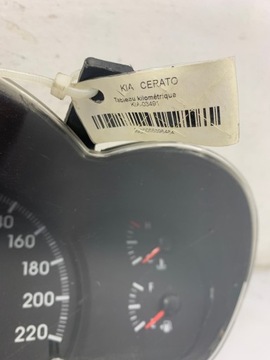 KIA CERATO
Tableau kilométrique
KIA-03491
80
160
180
200
220
H
F